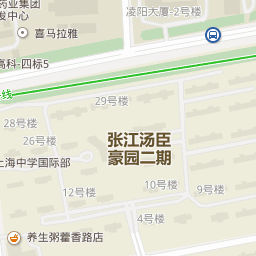 药业集团
发中心
凌阳大厦-2号楼
喜马拉雅
高科-四标5
线
29号楼
28号楼
26号楼
张江汤臣
豪园二期
上海中学国际部
12号楼
10号楼
9号楼
4号楼
养生粥藿香路店